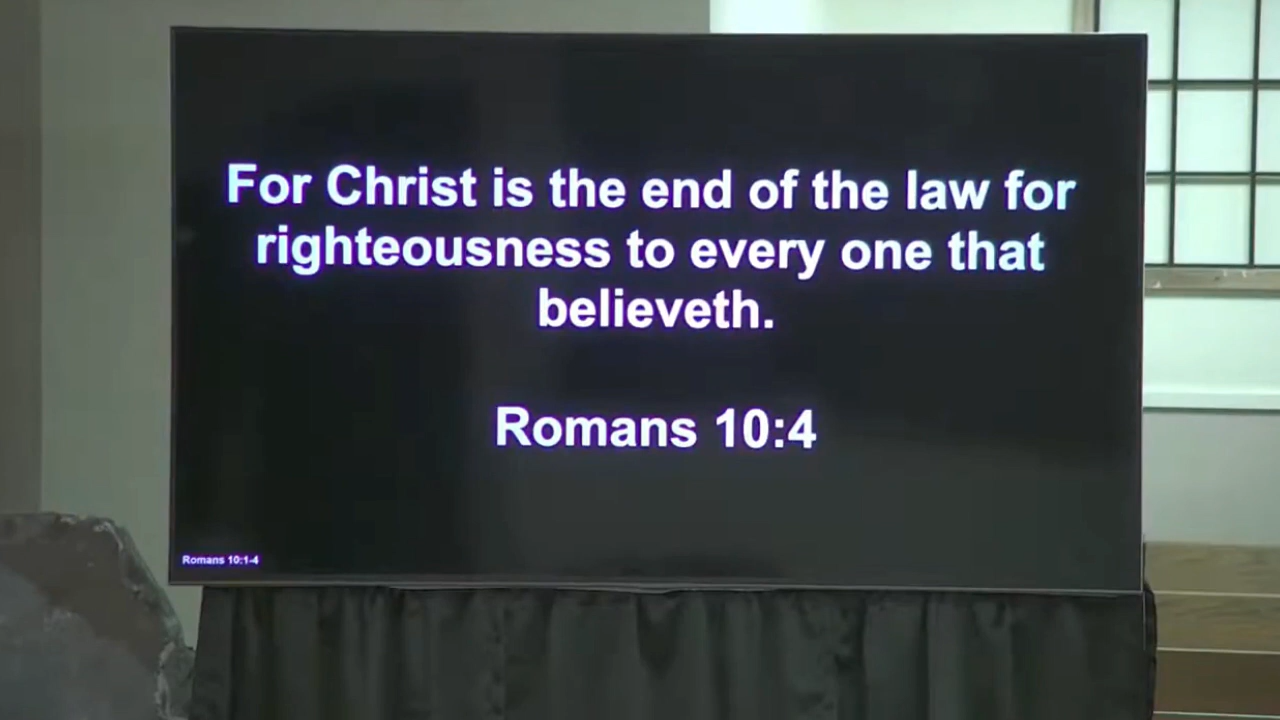 For Christ is the end of the law for
righteousness to every one that
believeth.
Romans 10:4
Romans 10:1-4